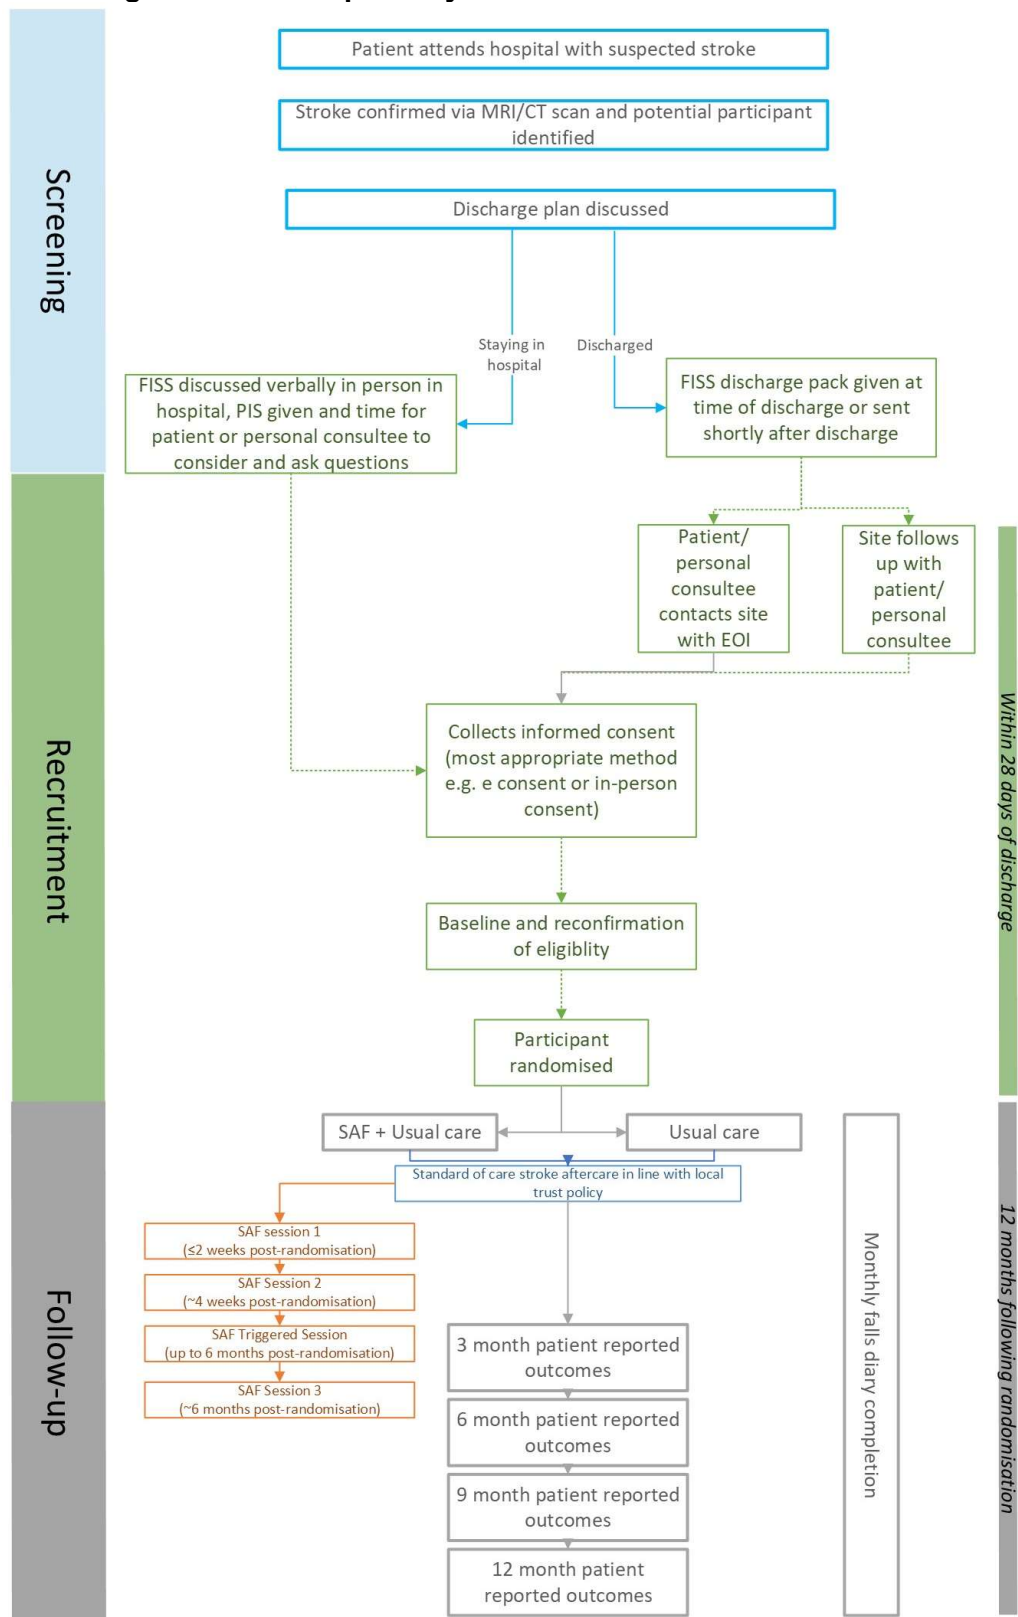 Patient attends hospital with suspected stroke
Stroke confirmed via MRI/CT scan and potential participant
identified
Discharge plan discussed
Screening
Staying in
hospital
Discharged
FISS discussed verbally in person in
hospital, PIS given and time for
patient or personal consultee to
consider and ask questions
FISS discharge pack given at
time of discharge or sent
shortly after discharge
Recruitment
Patient/
personal
consultee
contacts site
with EOI
Site follows
up with
patient/
personal
consultee
Within 28 days of discharge
Collects informed consent
(most appropriate method
e.g. e consent or in-person
consent)
Baseline and reconfirmation
of eligiblity
Participant
randomised
Follow-up
SAF + Usual care
Usual care
Standard of care stroke aftercare in line with local
trust policy
SAF session 1
(≤2 weeks post-randomisation)
SAF Session 2
(~4 weeks post-randomisation)
SAF Triggered Session
(up to 6 months post-randomisation)
SAF Session 3
(~6 months post-randomisation)
3 month patient reported
outcomes
6 month patient reported
outcomes
9 month patient reported
outcomes
12 month patient
reported outcomes
Monthly falls diary completion
12 months following randomisation